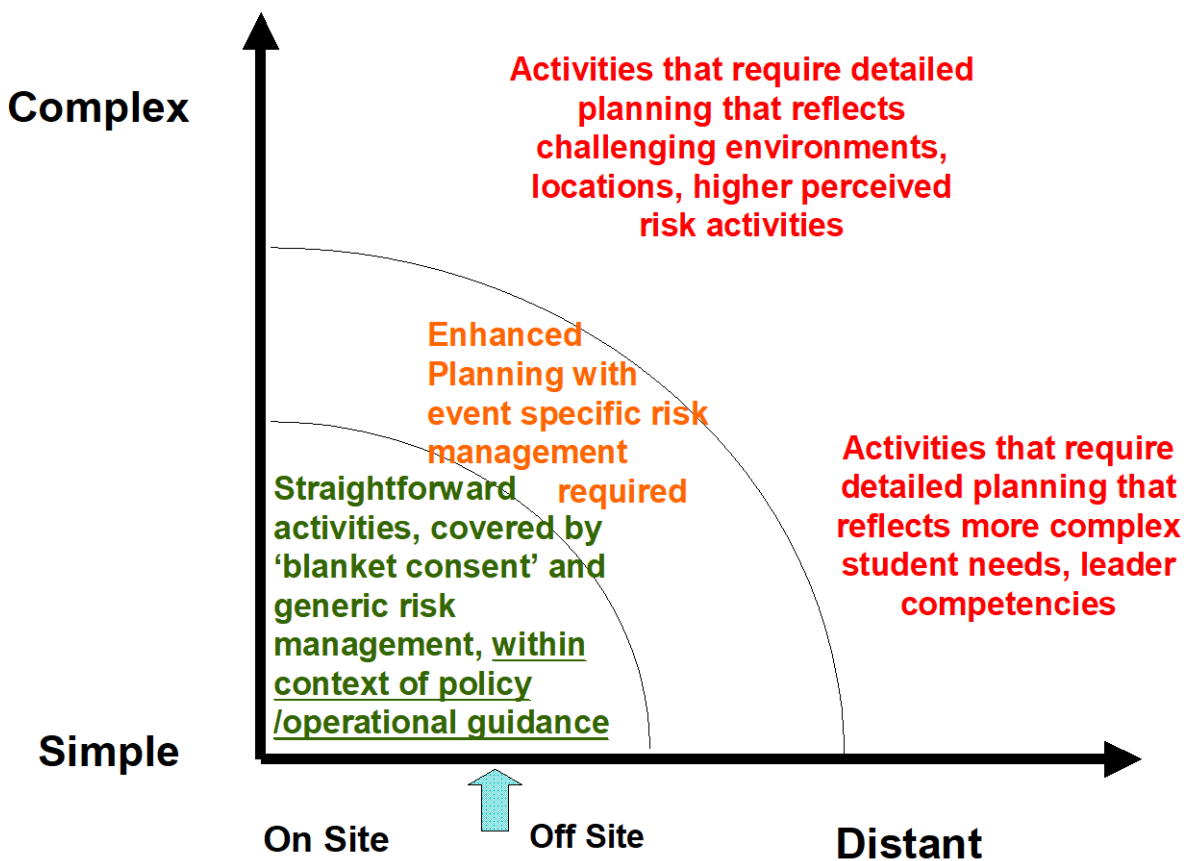 Complex
Activities that require detailed
planning that reflects
challenging environments,
locations, higher perceived
risk activities
Enhanced
Planning with
event specific risk
management
required
Straightforward
activities, covered by
‘blanket consent’ and
generic risk
management, within
context of policy
/operational guidance
Activities that require
detailed planning that
reflects more complex
student needs, leader
competencies
Simple
On Site
Off Site
Distant